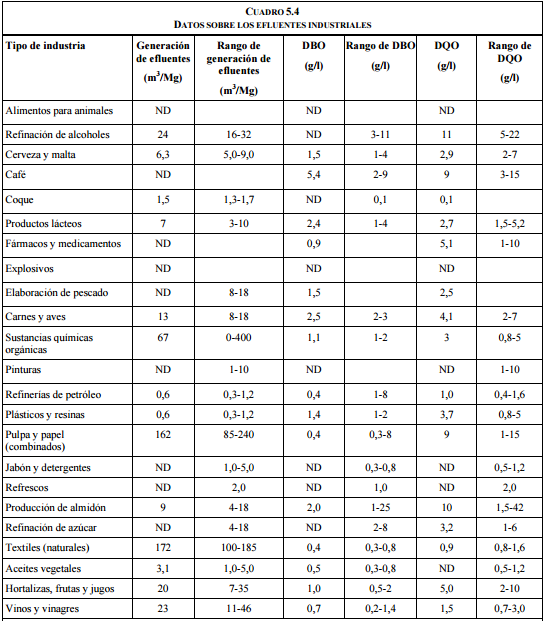 CUADRO 5.4
DATOS SOBRE LOS EFLUENTES INDUSTRIALES
Tipo de industria Generación de efluentes (m³/Mg) Rango de generación de efluentes (m³/Mg) DBO (g/l) Rango de DBO (g/l) DQO (g/l) Rango de DQO (g/l)
Alimentos para animales ND ND ND
Refinación de alcoholes 24 16-32 ND 3-11 11 5-22
Cerveza y malta 6,3 5,0-9,0 1,5 1-4 2,9 2-7
Café ND 5,4 2-9 9 3-15
Coque 1,5 1,3-1,7 ND 0,1 0,1
Productos lácteos 7 3-10 2,4 1-4 2,7 1,5-5,2
Fármacos y medicamentos ND 0,9 5,1 1-10
Explosivos ND ND ND
Elaboración de pescado ND 8-18 1,5 2,5
Carnes y aves 13 8-18 2,5 2-3 4,1 2-7
Sustancias químicas orgánicas 67 0-400 1,1 1-2 3 0,8-5
Pinturas ND 1-10 ND ND 1-10
Refinerías de petróleo 0,6 0,3-1,2 0,4 1-8 1,0 0,4-1,6
Plásticos y resinas 0,6 0,3-1,2 1,4 1-2 3,7 0,8-5
Pulpa y papel (combinados) 162 85-240 0,4 0,3-8 9 1-15
Jabón y detergentes ND 1,0-5,0 ND 0,3-0,8 ND 0,5-1,2
Refrescos ND 2,0 ND 1,0 ND 2,0
Producción de almidón 9 4-18 2,0 1-25 10 1,5-42
Refinación de azúcar ND 4-18 2-8 3,2 1-6
Textiles (naturales) 172 100-185 0,4 0,3-0,8 0,9 0,8-1,6
Aceites vegetales 3,1 1,0-5,0 0,5 0,3-0,8 ND 0,5-1,2
Hortalizas, frutas y jugos 20 7-35 1,0 0,5-2 5,0 2-10
Vinos y vinagres 23 11-46 0,7 0,2-1,4 1,5 0,7-3,0